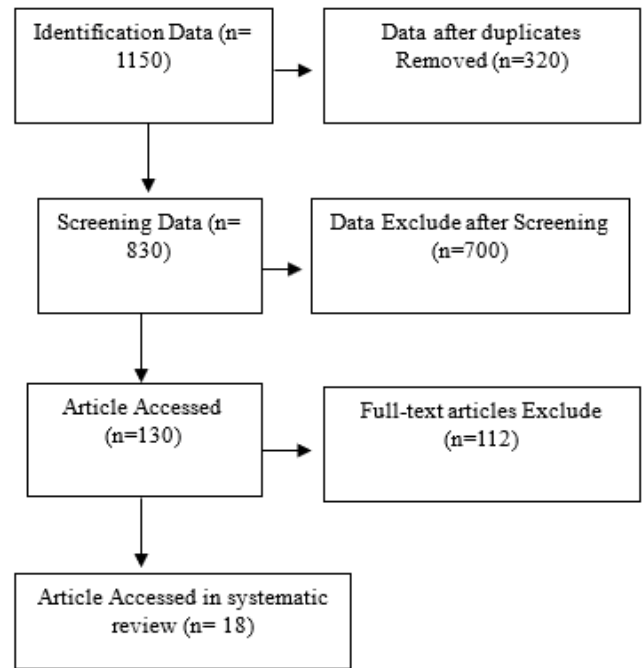 Identification Data (n=
1150)
Data after duplicates
Removed (n=320)
Screening Data (n=
830)
Data Exclude after Screening
(n=700)
Article Accessed
(n=130)
Full-text articles Exclude
(n=112)
Article Accessed in systematic
review (n= 18)